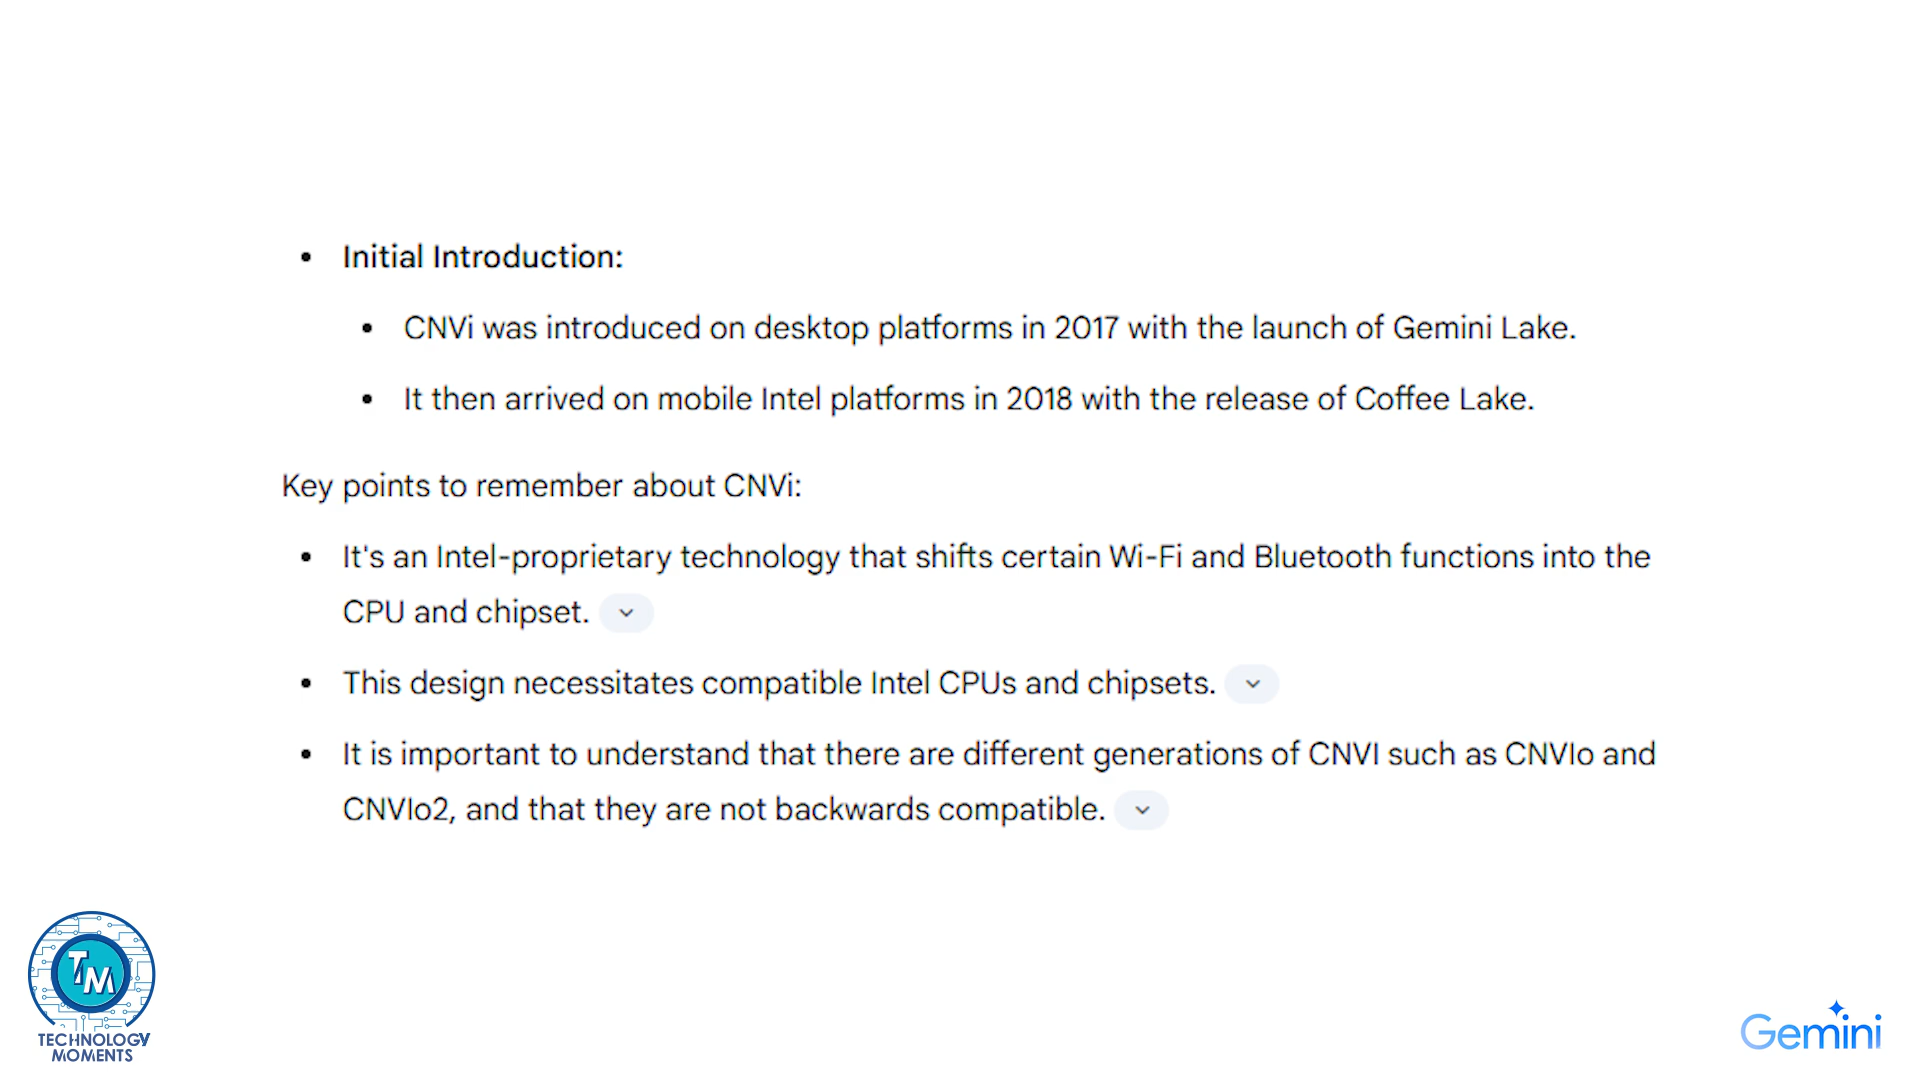 Initial Introduction:
CNVi was introduced on desktop platforms in 2017 with the launch of Gemini Lake.
It then arrived on mobile Intel platforms in 2018 with the release of Coffee Lake.
Key points to remember about CNVi:
It's an Intel-proprietary technology that shifts certain Wi-Fi and Bluetooth functions into the
CPU and chipset.
This design necessitates compatible Intel CPUs and chipsets.
It is important to understand that there are different generations of CNVI such as CNVIo and
CNVIo2, and that they are not backwards compatible.
TM
TECHNOLOGY
MOMENTS
Gemini